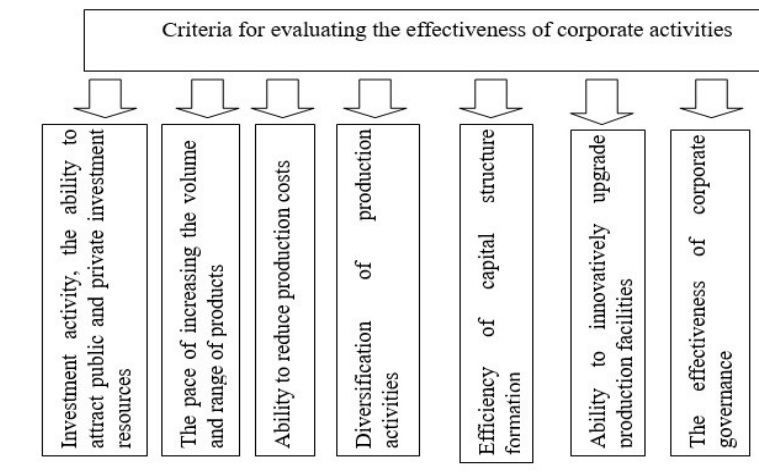 Criteria for evaluating the effectiveness of corporate activities
Investment activity, the ability to
attract public and private investment
resources
The pace of increasing the volume
and range of products
Ability to reduce production costs
Diversification of production
activities
Efficiency of capital structure
formation
Ability to innovatively upgrade
production facilities
The effectiveness of corporate
governance